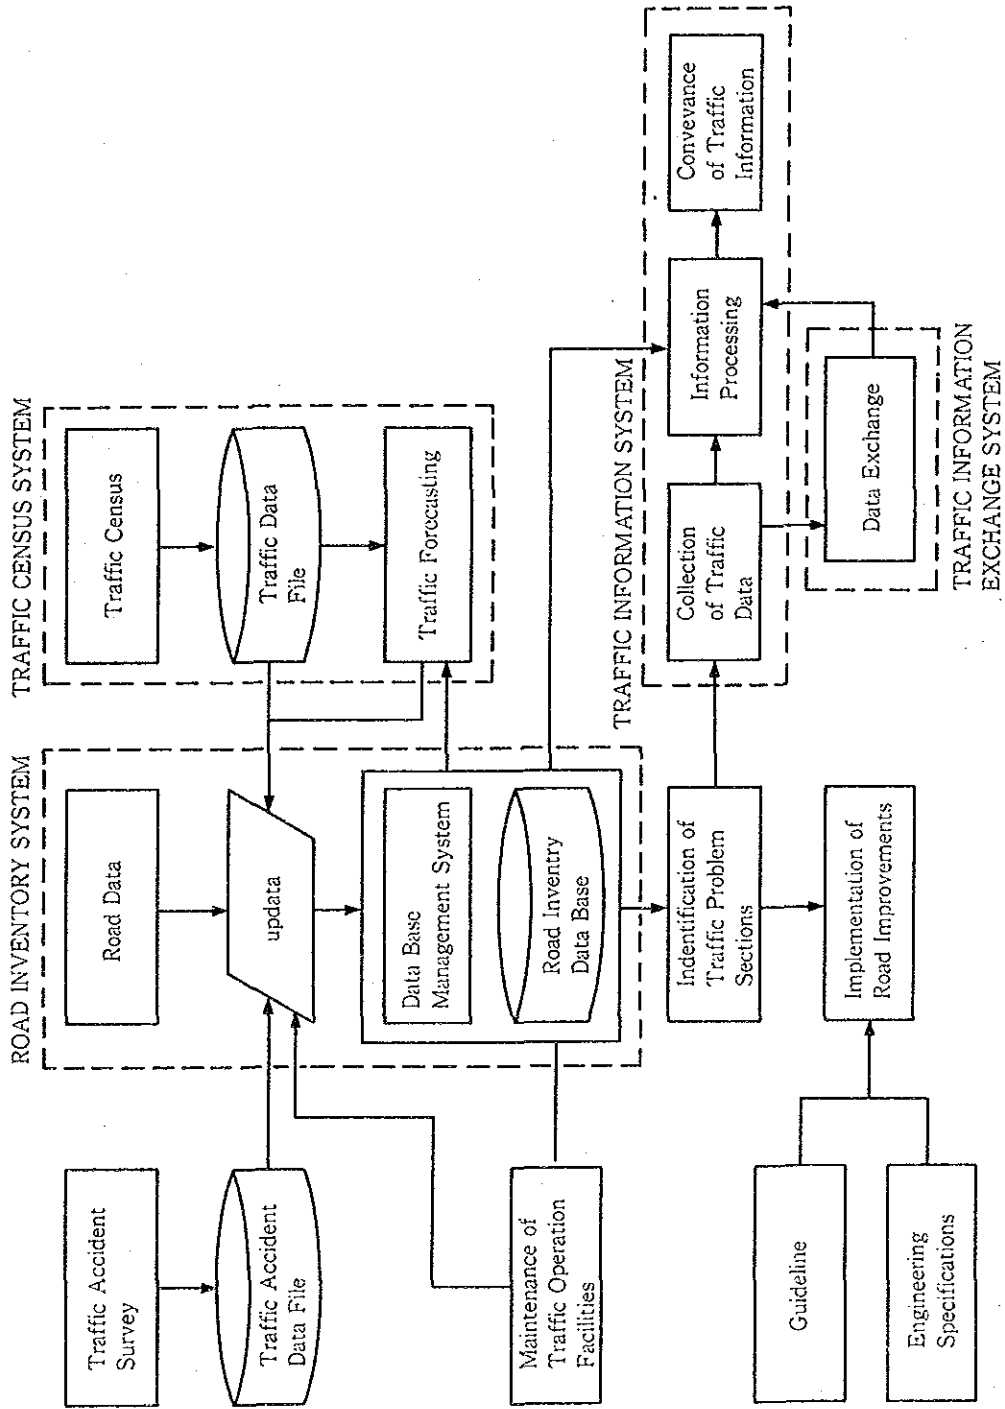 ROAD INVENTORY SYSTEM
TRAFFIC CENSUS SYSTEM
Traffic Accident
Survey
Road Data
Traffic Census
Traffic Accident
Data File
updata
Traffic Data
File
Data Base
Management System
Traffic Forecasting
Maintenance of
Traffic Operation
Facilities
Road Inventry
Data Base
TRAFFIC INFORMATION SYSTEM
Indentification of
Traffic Problem
Sections
Collection
of Traffic
Data
Information
Processing
Convevance
of Traffic
Information
Guideline
Implementation of
Road Improvements
Data Exchange
Engineering
Specifications
TRAFFIC INFORMATION
EXCHANGE SYSTEM